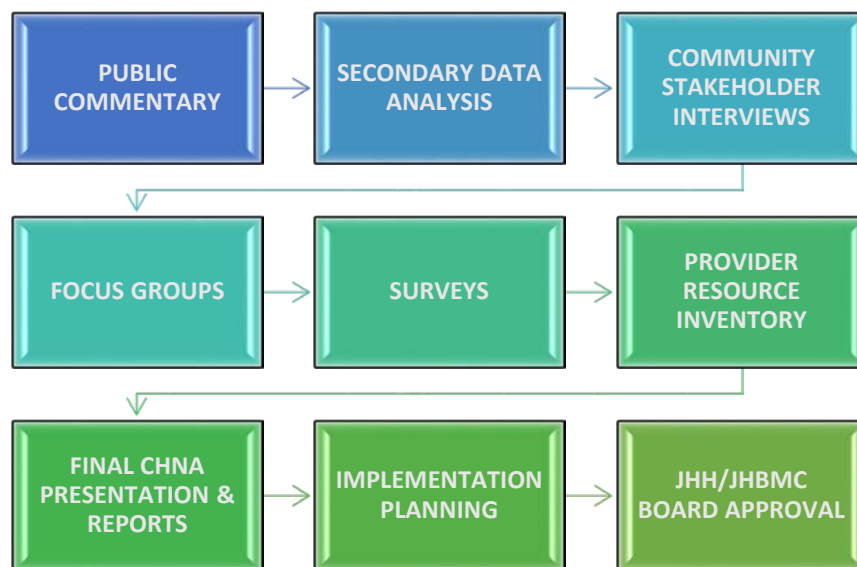 PUBLIC
COMMENTARY
SECONDARY DATA
ANALYSIS
COMMUNITY
STAKEHOLDER
INTERVIEWS
FOCUS GROUPS
SURVEYS
PROVIDER
RESOURCE
INVENTORY
FINAL CHNA
PRESENTATION &
REPORTS
IMPLEMENTATION
PLANNING
JHH/JHBMC
BOARD APPROVAL